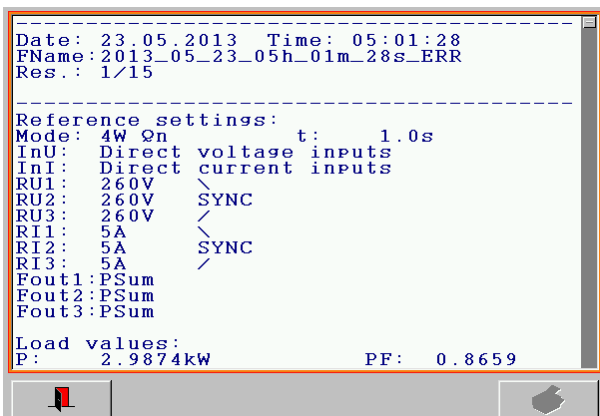 Date: 23.05.2013 Time: 05:01:28
FName:2013_05_23_05h_01m_28s_ERR
Res.: 1/15
Reference settings:
Mode: 4W Qn t: 1.0s
InU: Direct voltage inputs
InI: Direct current inputs
RU1: 260V \
RU2: 260V SYNC
RU3: 260V /
RI1: 5A \
RI2: 5A SYNC
RI3: 5A /
Fout1:PSum
Fout2:PSum
Fout3:PSum
Load values:
P: 2.9874kW PF: 0.8659